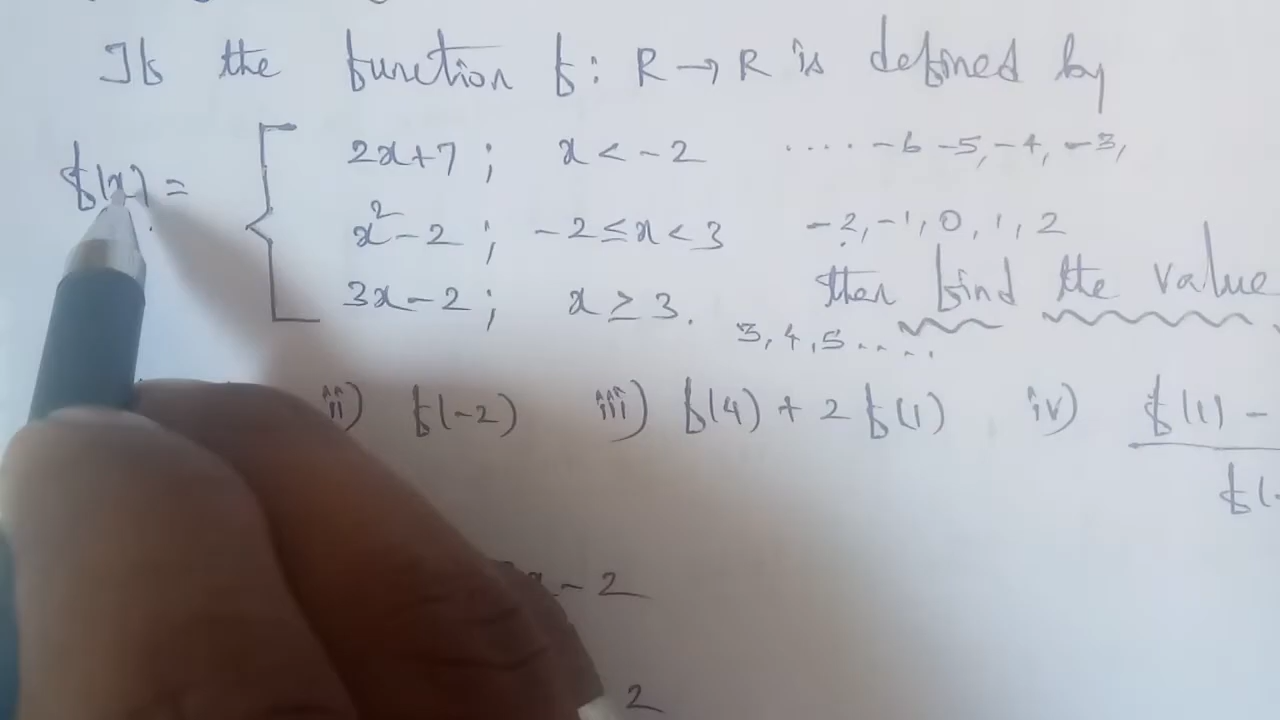 If the function f: R → R is defined by
f(x) = { 2x+7 ; x < -2 .... -6 -5, -4, -3,
x² - 2 ; -2 ≤ x < 3 -2, -1, 0, 1, 2
3x - 2 ; x ≥ 3. then find the value
3, 4, 5 ....
ii) f(-2) iii) f(4) + 2 f(1) iv) f(1) -
f(-
x - 2
2